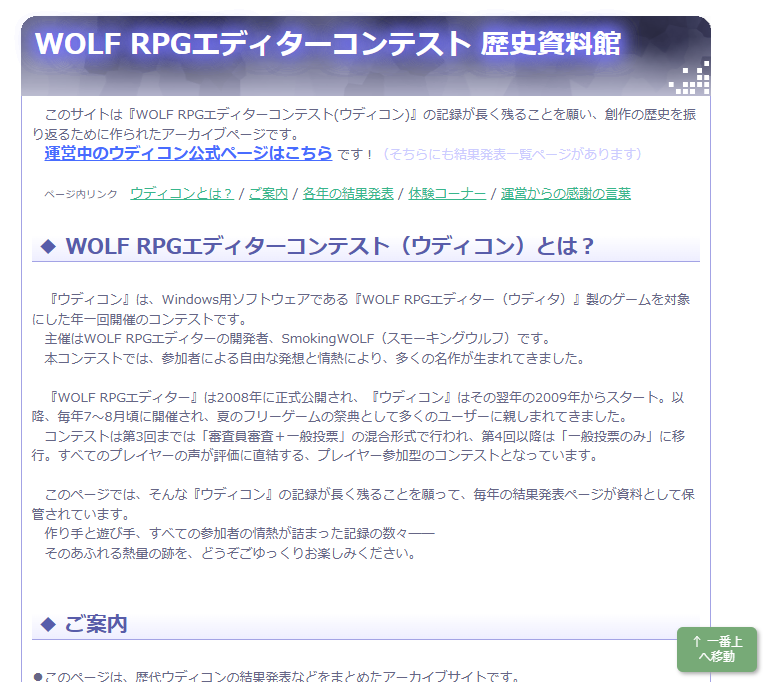 WOLF RPGエディターコンテスト 歴史資料館
このサイトは『WOLF RPGエディターコンテスト(ウディコン)』の記録が長く残ることを願い、創作の歴史を振
り返るために作られたアーカイブページです。
運営中のウディコン公式ページはこちら です！（そちらにも結果発表一覧ページがあります）
ページ内リンク ウディコンとは？ / ご案内 / 各年の結果発表 / 体験コーナー / 運営からの感謝の言葉
◆ WOLF RPGエディターコンテスト（ウディコン）とは？
『ウディコン』は、Windows用ソフトウェアである『WOLF RPGエディター（ウディタ）』製のゲームを対象
にした年一回開催のコンテストです。
主催はWOLF RPGエディターの開発者、SmokingWOLF（スモーキングウルフ）です。
本コンテストでは、参加者による自由な発想と情熱により、多くの名作が生まれてきました。
『WOLF RPGエディター』は2008年に正式公開され、『ウディコン』はその翌年の2009年からスタート。以
降、毎年7～8月頃に開催され、夏のフリーゲームの祭典として多くのユーザーに親しまれてきました。
コンテストは第3回までは「審査員審査＋一般投票」の混合形式で行われ、第4回以降は「一般投票のみ」に移
行。すべてのプレイヤーの声が評価に直結する、プレイヤー参加型のコンテストとなっています。
このページでは、そんな『ウディコン』の記録が長く残ることを願って、毎年の結果発表ページが資料として保
管されています。
作り手と遊び手、すべての参加者の情熱が詰まった記録の数々――
そのあふれる熱量の跡を、どうぞごゆっくりお楽しみください。
◆ ご案内
↑ 一番上
へ移動
●このページは、歴代ウディコンの結果発表などをまとめたアーカイブサイトです。